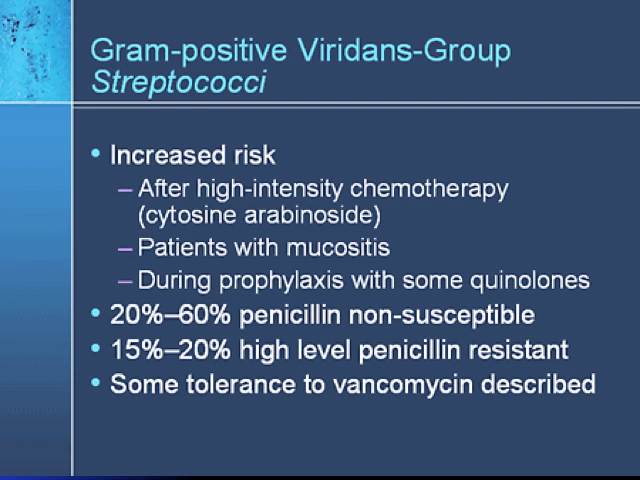 Gram-positive Viridans-Group
Streptococci
• Increased risk
– After high-intensity chemotherapy
(cytosine arabinoside)
– Patients with mucositis
– During prophylaxis with some quinolones
• 20%–60% penicillin non-susceptible
• 15%–20% high level penicillin resistant
• Some tolerance to vancomycin described